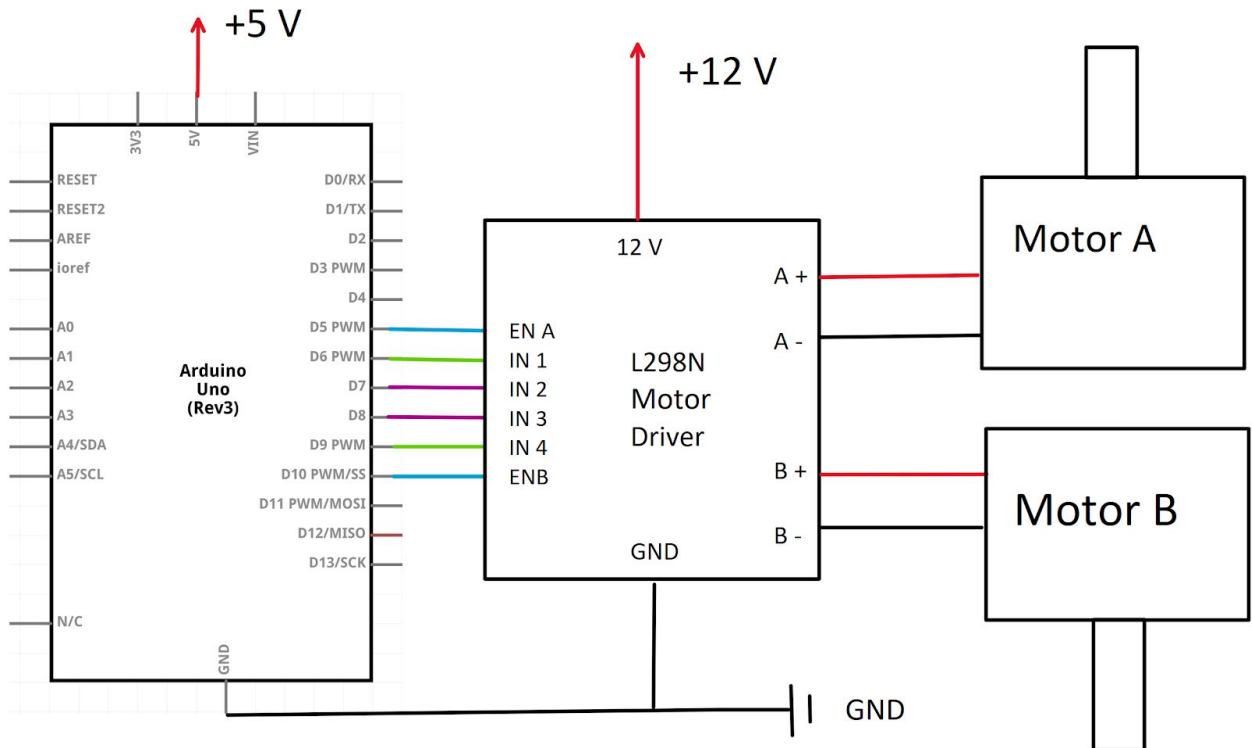 +5 V
+12 V
3V3
5V
VIN
RESET
RESET2
AREF
ioref
A0
A1
A2
A3
A4/SDA
A5/SCL
N/C
Arduino
Uno
(Rev3)
D0/RX
D1/TX
D2
D3 PWM
D4
D5 PWM
D6 PWM
D7
D8
D9 PWM
D10 PWM/SS
D11 PWM/MOSI
D12/MISO
D13/SCK
GND
12 V
EN A
IN 1
IN 2
IN 3
IN 4
ENB
L298N
Motor
Driver
A +
A -
B +
B -
GND
Motor A
Motor B
GND